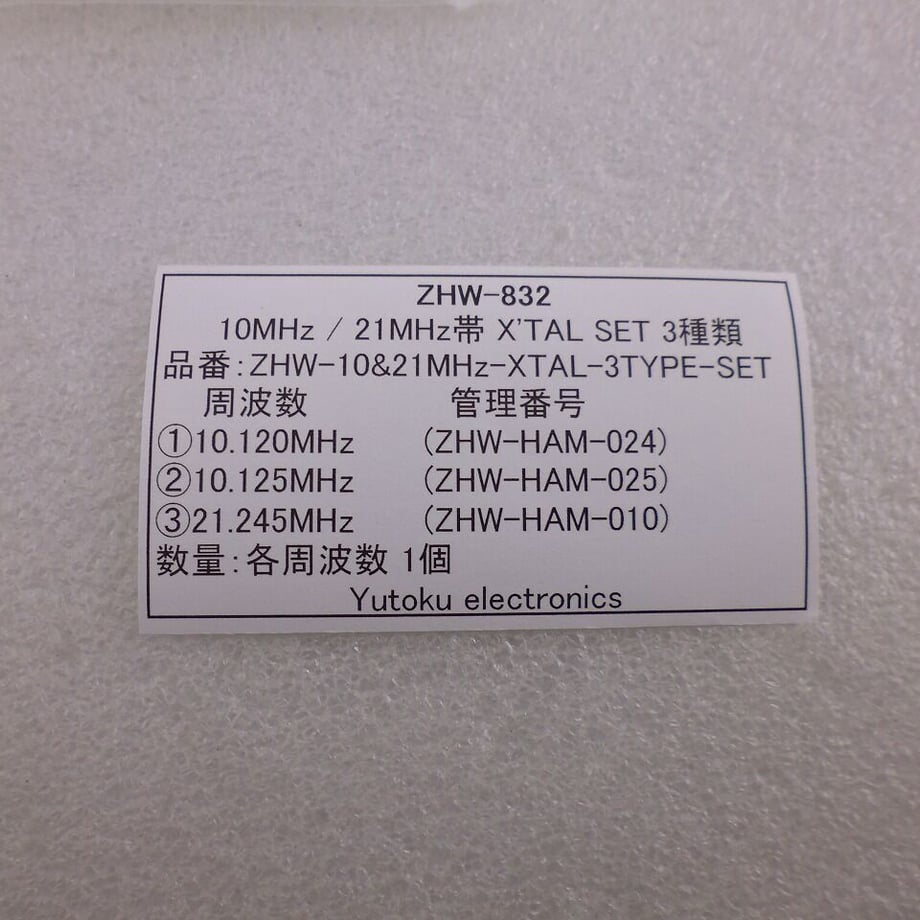 ZHW-832
10MHz / 21MHz帯 X'TAL SET 3種類
品番:ZHW-10&21MHz-XTAL-3TYPE-SET
周波数 管理番号
①10.120MHz (ZHW-HAM-024)
②10.125MHz (ZHW-HAM-025)
③21.245MHz (ZHW-HAM-010)
数量:各周波数 1個
Yutoku electronics